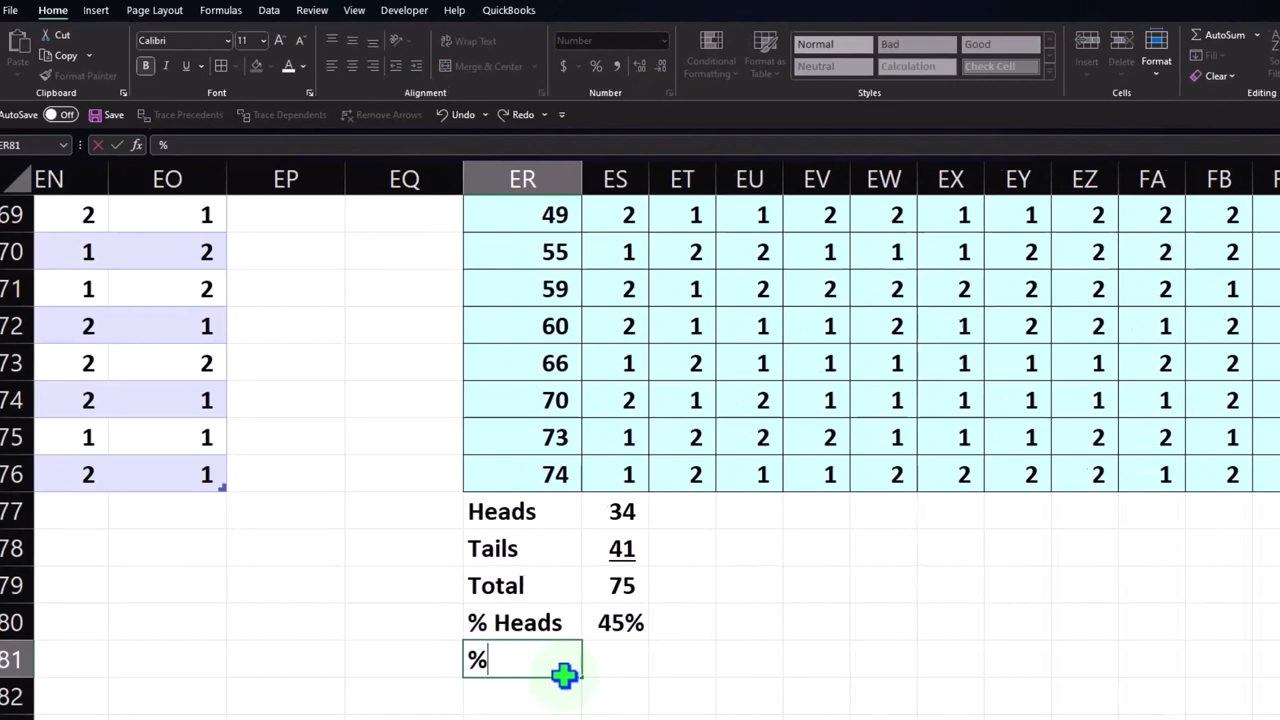 File Home Insert Page Layout Formulas Data Review View Developer Help QuickBooks
Cut
Copy
Format Painter
Paste
Calibri 11
Wrap Text
Merge & Center
Number
Conditional Formatting
Format as Table
Normal Bad Good
Neutral Calculation Check Cell
Insert Delete Format
AutoSum
Fill
Clear
Clipboard Font Alignment Number Styles Cells Editing
AutoSave Off Save Trace Precedents Trace Dependents Remove Arrows Undo Redo
ER81 fx %
EN EO EP EQ ER ES ET EU EV EW EX EY EZ FA FB
69 2 1 49 2 1 1 2 2 1 1 2 2 2
70 1 2 55 1 2 2 1 1 1 2 2 2 2
71 1 2 59 2 1 2 2 2 2 2 2 2 1
72 2 1 60 2 1 1 1 2 1 2 2 1 2
73 2 2 66 1 2 1 1 1 1 1 1 2 2
74 2 1 70 2 1 2 1 1 1 1 1 1 2
75 1 1 73 1 2 2 2 1 1 1 2 2 1
76 2 1 74 1 2 1 1 2 2 2 2 1 2
77 Heads 34
78 Tails 41
79 Total 75
80 % Heads 45%
81 %
82